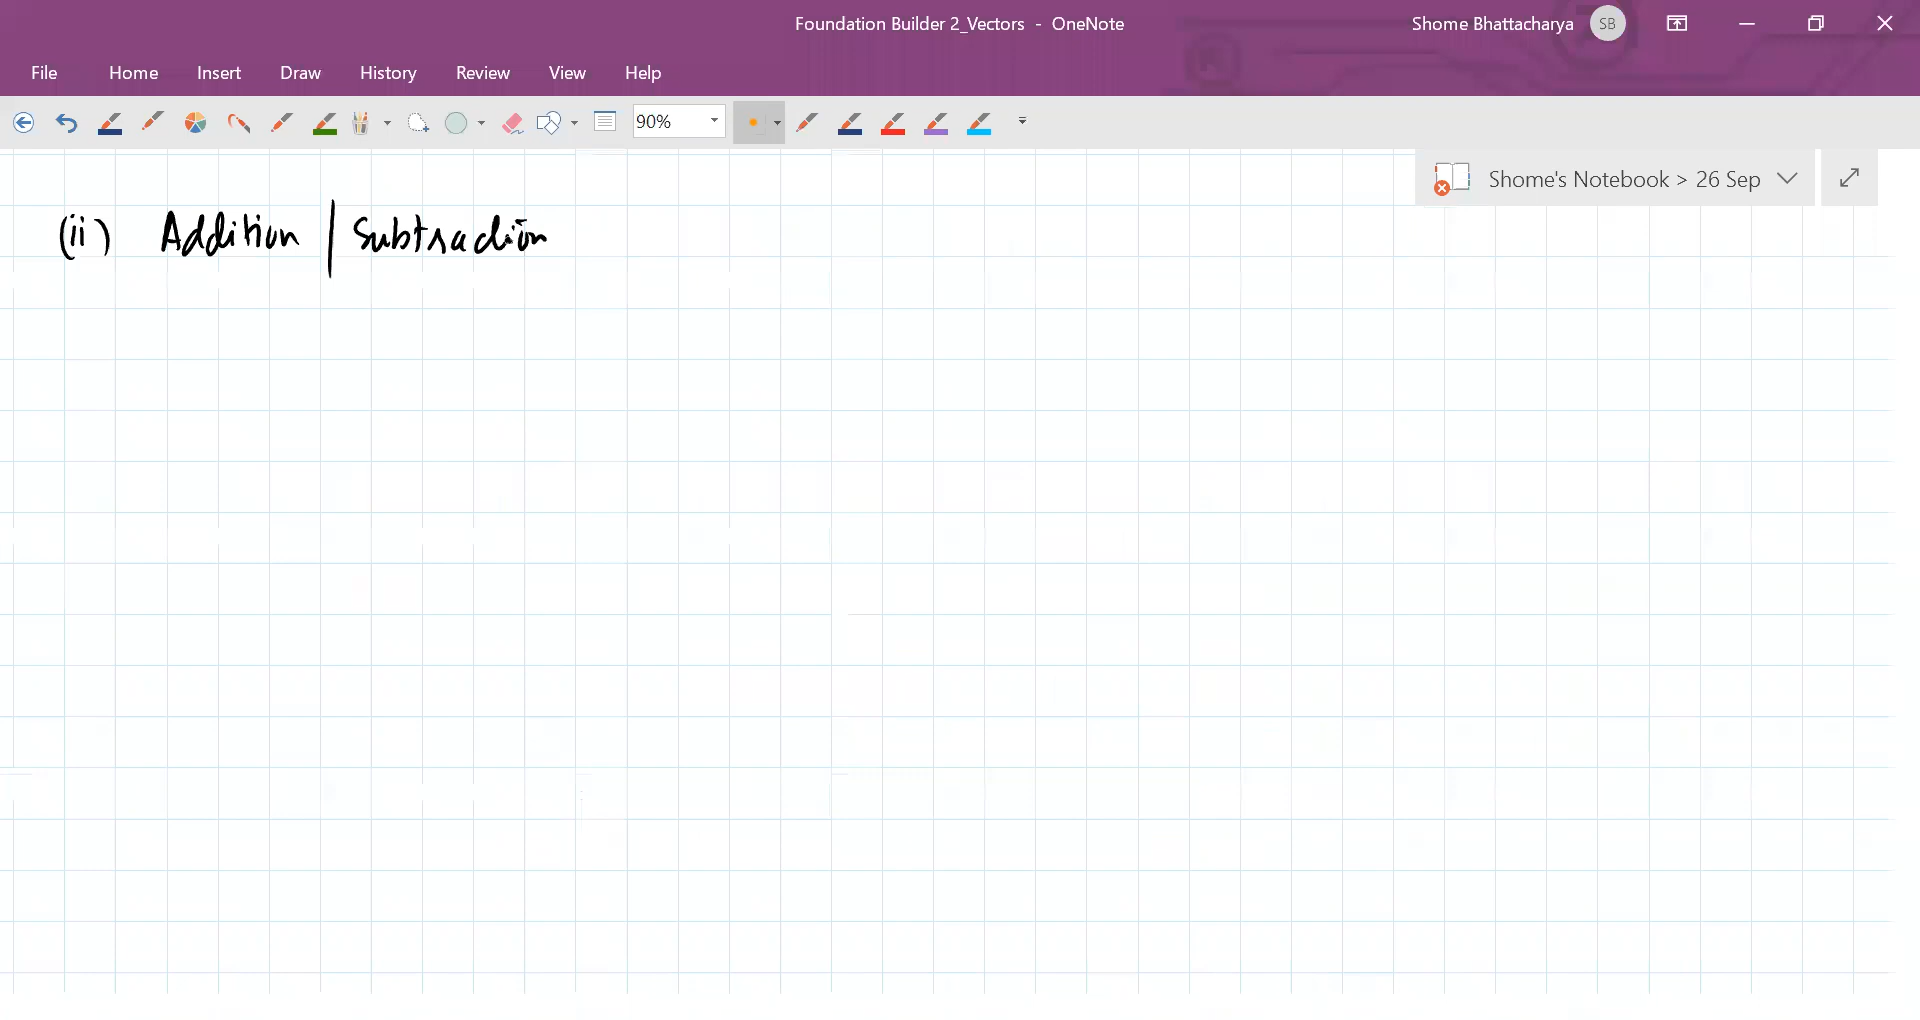 Foundation Builder 2_Vectors - OneNote
Shome Bhattacharya SB
File Home Insert Draw History Review View Help
90%
Shome's Notebook > 26 Sep
(ii) Addition | Subtraction